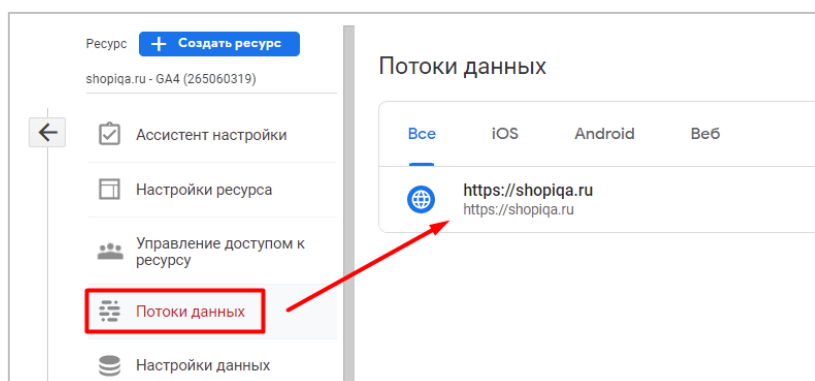 Ресурс
Создать ресурс
shopiqa.ru - GA4 (265060319)
Ассистент настройки
Настройки ресурса
Управление доступом к
ресурсу
Потоки данных
Настройки данных
Потоки данных
Все iOS Android Веб
https://shopiqa.ru
https://shopiqa.ru